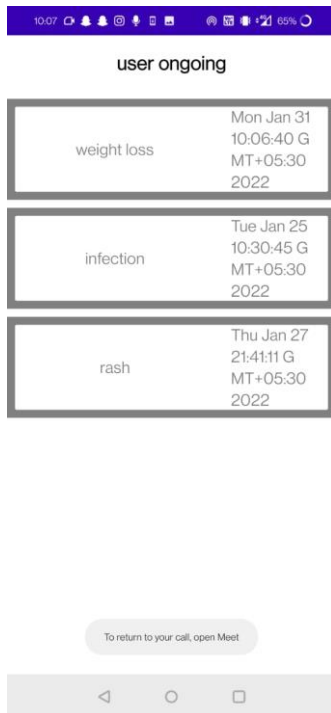 10:07 65%
user ongoing
weight loss
Mon Jan 31
10:06:40 G
MT+05:30
2022
infection
Tue Jan 25
10:30:45 G
MT+05:30
2022
rash
Thu Jan 27
21:41:11 G
MT+05:30
2022
To return to your call, open Meet